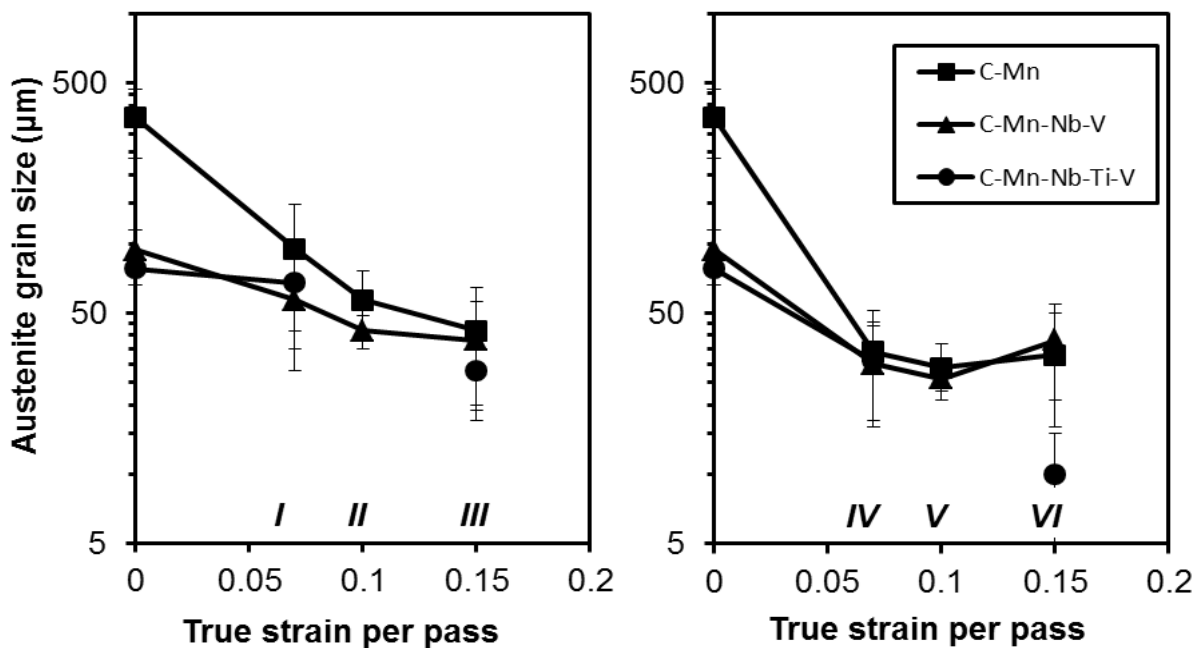 Austenite grain size (µm)
500
50
5
I II III
0 0.05 0.1 0.15 0.2
True strain per pass
C-Mn
C-Mn-Nb-V
C-Mn-Nb-Ti-V
500
50
5
IV V VI
0 0.05 0.1 0.15 0.2
True strain per pass